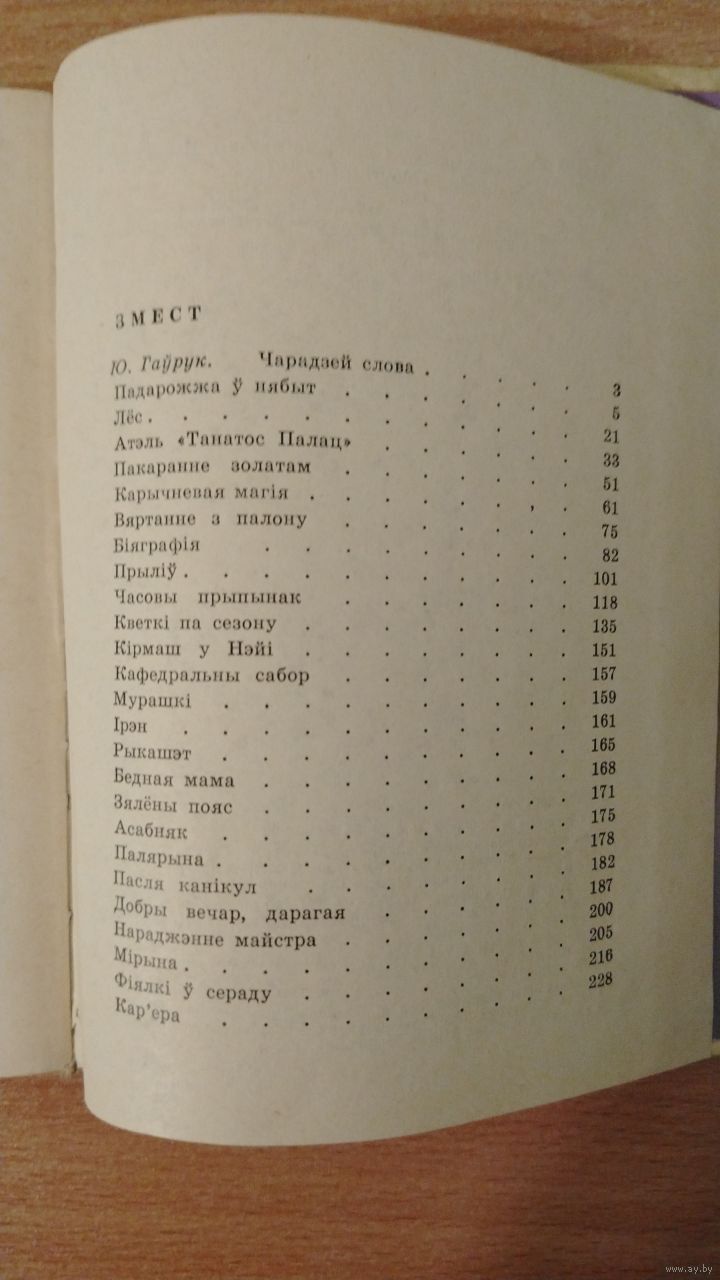 ЗМЕСТ
Ю. Гаўрук. Чарадзей слова . . . . . 3
Падарожжа ў нябыт . . . . . . 5
Лёс . . . . . . . . . . . 21
Атэль «Танатос Палац» . . . . . 33
Пакаранне золатам . . . . . . 51
Карычневая магія . . . . . . . 61
Вяртанне з палону . . . . . . 75
Біяграфія . . . . . . . . 82
Прыліў . . . . . . . . . . 101
Часовы прыпынак . . . . . . 118
Кветкі па сезону . . . . . . . 135
Кірмаш у Нэйі . . . . . . . 151
Кафедральны сабор . . . . . . 157
Мурашкі . . . . . . . . . 159
Ірэн . . . . . . . . . . 161
Рыкашэт . . . . . . . . . 165
Бедная мама . . . . . . . . 168
Зялёны пояс . . . . . . . . 171
Асабняк . . . . . . . . . 175
Палярына . . . . . . . . . 178
Пасля канікул . . . . . . . 182
Добры вечар, дарагая . . . . . 187
Нараджэнне майстра . . . . . . 200
Мірына . . . . . . . . . . 205
Фіялкі ў сераду . . . . . . . 216
Кар'ера . . . . . . . . . 228
www.ay.by